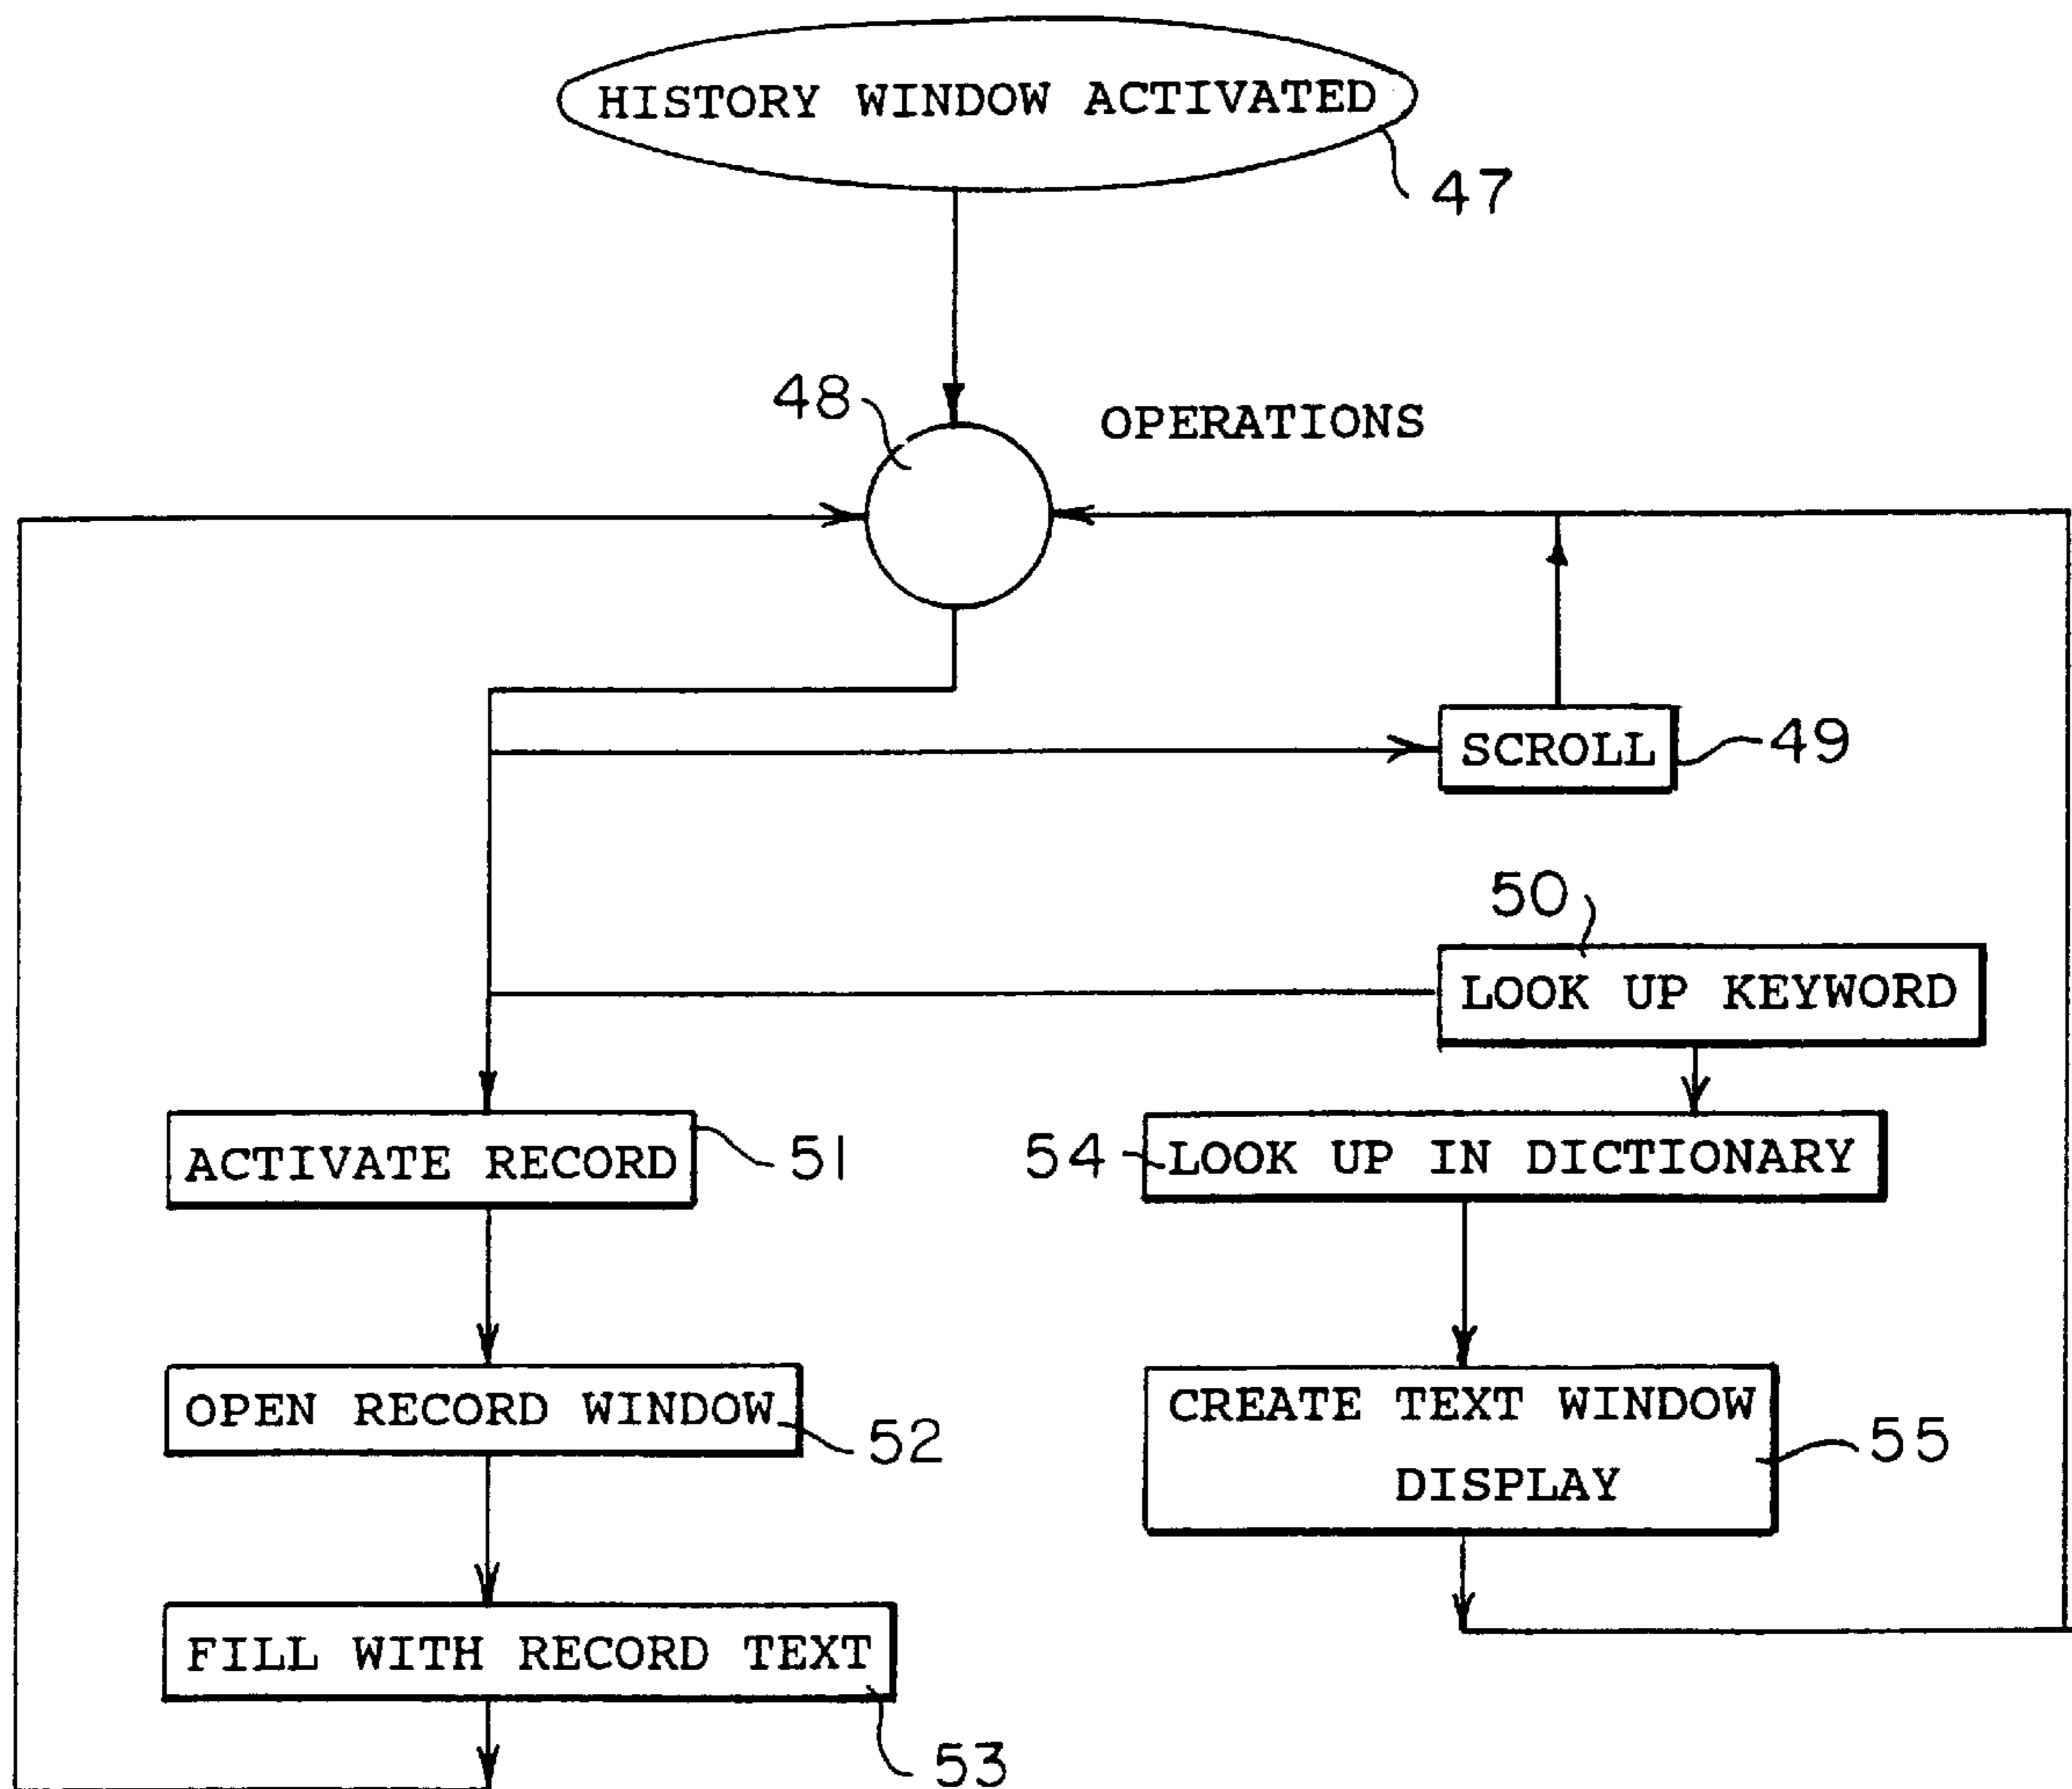 HISTORY WINDOW ACTIVATED
47
48
OPERATIONS
SCROLL
49
50
LOOK UP KEYWORD
ACTIVATE RECORD
51
54
LOOK UP IN DICTIONARY
OPEN RECORD WINDOW
52
CREATE TEXT WINDOW
DISPLAY
55
FILL WITH RECORD TEXT
53